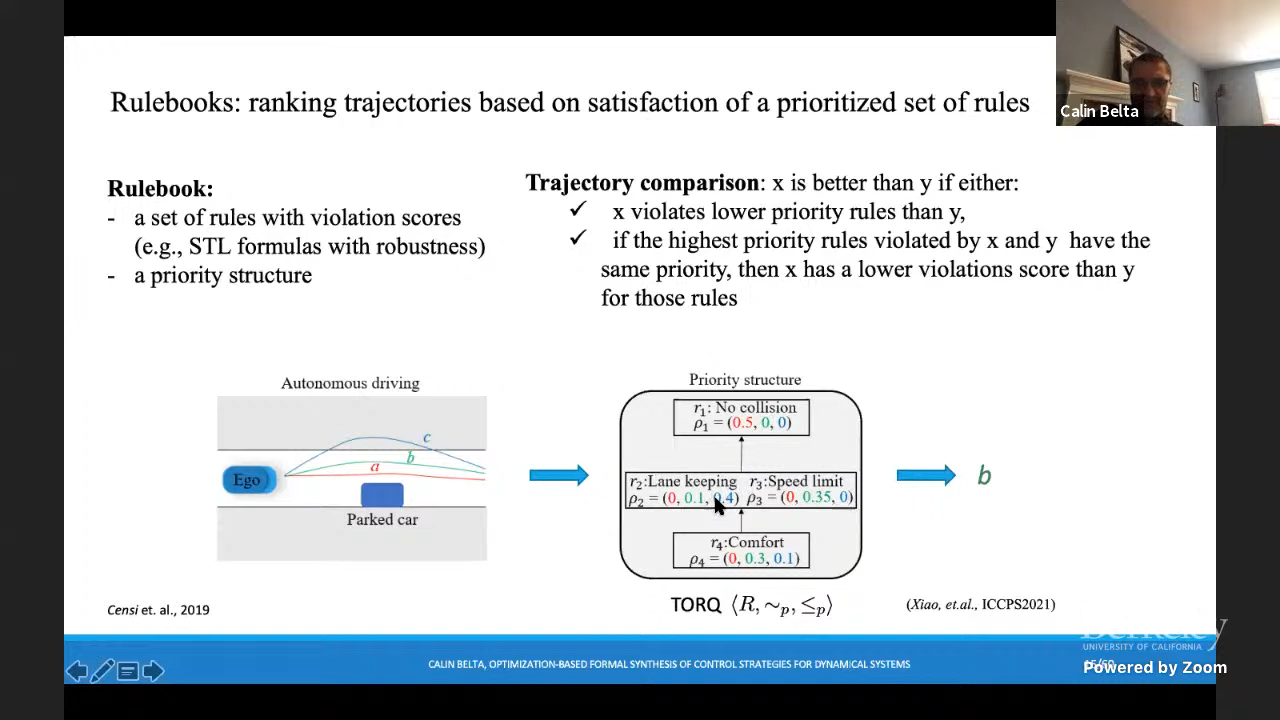 Rulebooks: ranking trajectories based on satisfaction of a prioritized set of rules
Calin Belta
Rulebook:
- a set of rules with violation scores
(e.g., STL formulas with robustness)
- a priority structure
Trajectory comparison: x is better than y if either:
✓ x violates lower priority rules than y,
✓ if the highest priority rules violated by x and y have the
same priority, then x has a lower violations score than y
for those rules
Autonomous driving
c
b
a
Ego
Parked car
Priority structure
r₁: No collision
ρ₁ = (0.5, 0, 0)
r₂:Lane keeping r₃:Speed limit
ρ₂ = (0, 0.1, 0.4) ρ₃ = (0, 0.35, 0)
r₄:Comfort
ρ₄ = (0, 0.3, 0.1)
b
Censi et. al., 2019
TORQ ⟨R, ∼ₚ, ≤ₚ⟩
(Xiao, et.al., ICCPS2021)
Berkeley
UNIVERSITY OF CALIFORNIA
CALIN BELTA, OPTIMIZATION-BASED FORMAL SYNTHESIS OF CONTROL STRATEGIES FOR DYNAMICAL SYSTEMS
Powered by Zoom